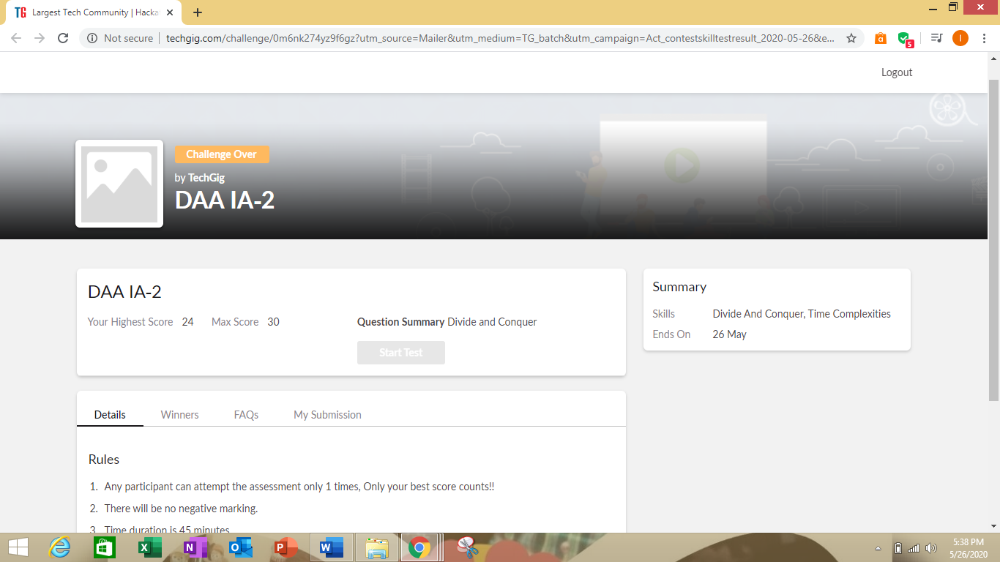 TG Largest Tech Community | Hacka
Not secure | techgig.com/challenge/0m6nk274yz9f6gz?utm_source=Mailer&utm_medium=TG_batch&utm_campaign=Act_contestskilltestresult_2020-05-26&e...
a 5 I
Logout
Challenge Over
by TechGig
DAA IA-2
DAA IA-2
Your Highest Score 24 Max Score 30
Question Summary Divide and Conquer
Start Test
Summary
Skills Divide And Conquer, Time Complexities
Ends On 26 May
Details Winners FAQs My Submission
Rules
1. Any participant can attempt the assessment only 1 times, Only your best score counts!!
2. There will be no negative marking.
3. Time duration is 45 minutes
X N O P W
5:38 PM
5/26/2020